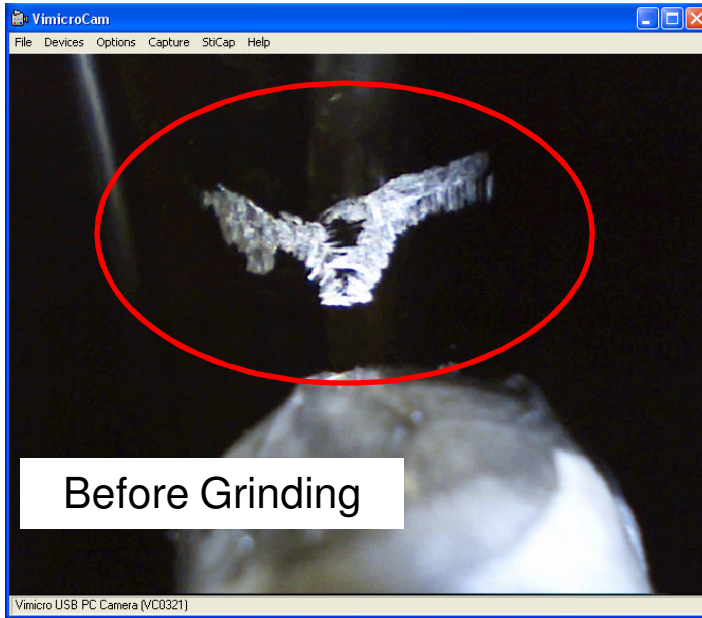 VimicroCam
File Devices Options Capture StiCap Help
Before Grinding
Vimicro USB PC Camera (VC0321)